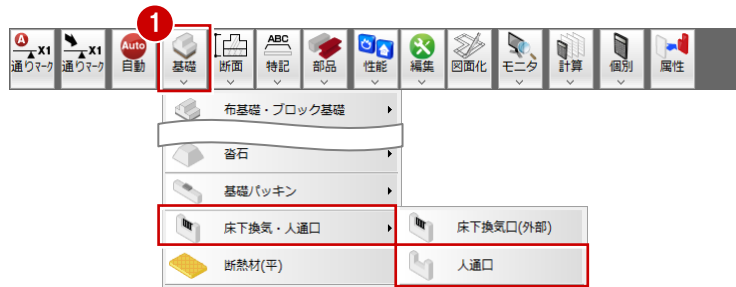 1
A X1 X1 Auto ABC
通りマーク 通りマーク 自動 基礎 断面 特記 部品 性能 編集 図面化 モニタ 計算 個別 属性
布基礎・ブロック基礎
沓石
基礎パッキン
床下換気・人通口 床下換気口(外部)
断熱材(平) 人通口